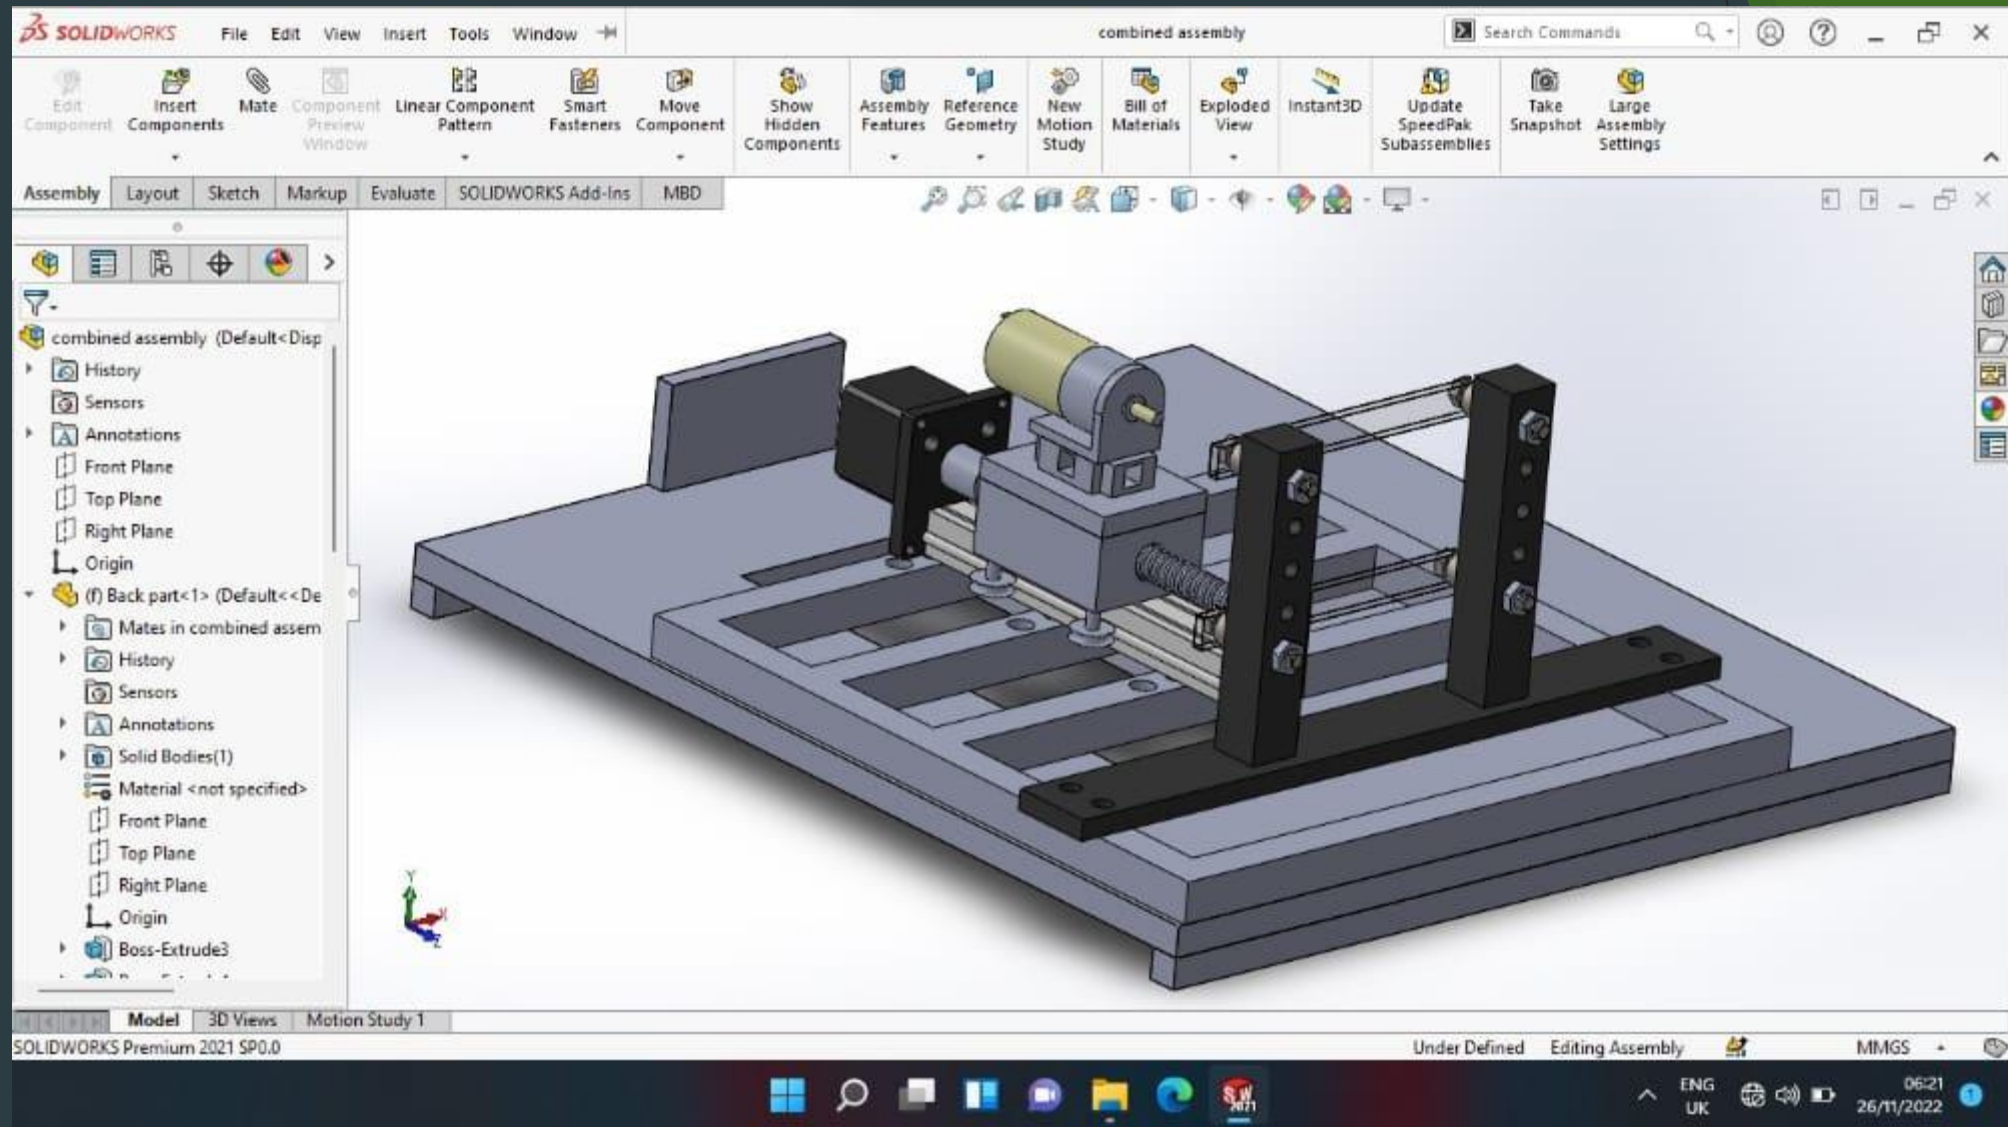 SOLIDWORKS File Edit View Insert Tools Window combined assembly Search Commands
Edit Component
Insert Components
Mate
Component Preview Window
Linear Component Pattern
Smart Fasteners
Move Component
Show Hidden Components
Assembly Features
Reference Geometry
New Motion Study
Bill of Materials
Exploded View
Instant3D
Update SpeedPak Subassemblies
Take Snapshot
Large Assembly Settings
Assembly Layout Sketch Markup Evaluate SOLIDWORKS Add-Ins MBD
combined assembly (Default<Disp
History
Sensors
Annotations
Front Plane
Top Plane
Right Plane
Origin
(f) Back part<1> (Default<<De
Mates in combined assem
History
Sensors
Annotations
Solid Bodies(1)
Material <not specified>
Front Plane
Top Plane
Right Plane
Origin
Boss-Extrude3
Y
X
Z
Model 3D Views Motion Study 1
SOLIDWORKS Premium 2021 SP0.0 Under Defined Editing Assembly MMGS
SW
2021
ENG
UK
06:21
26/11/2022
1